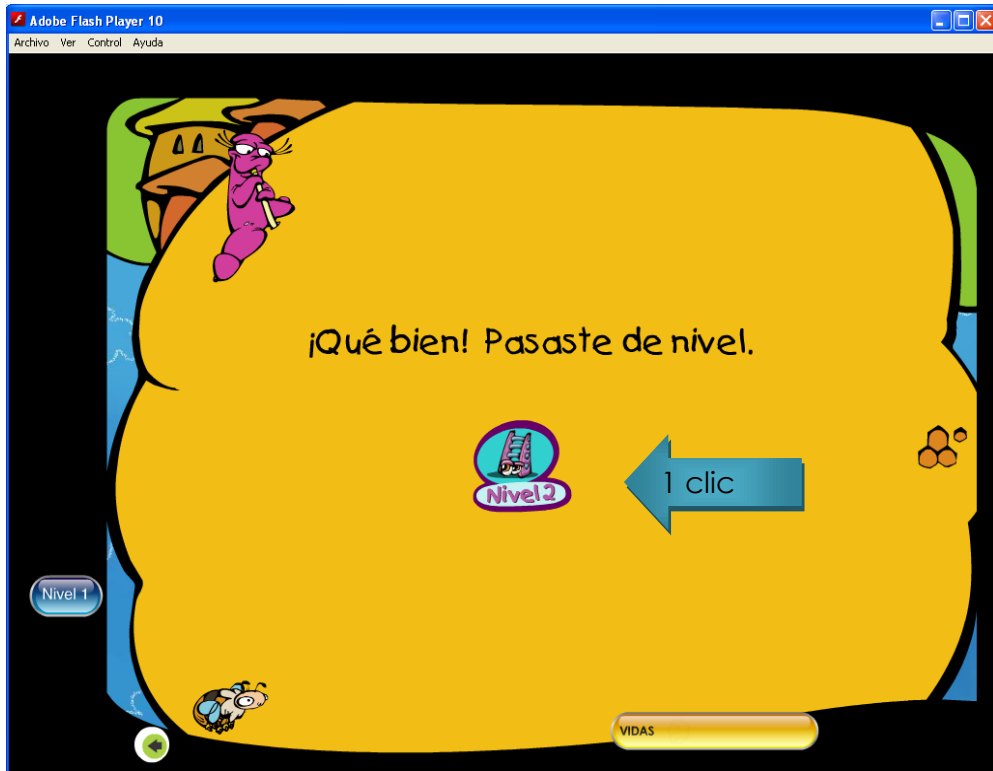 Adobe Flash Player 10
Archivo Ver Control Ayuda
¡Qué bien! Pasaste de nivel.
Nivel 2
1 clic
Nivel 1
VIDAS